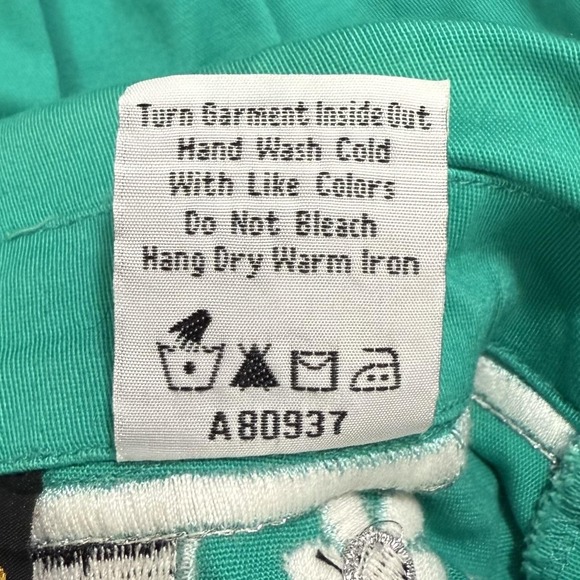 Turn Garment Inside Out
Hand Wash Cold
With Like Colors
Do Not Bleach
Hang Dry Warm Iron
A80937